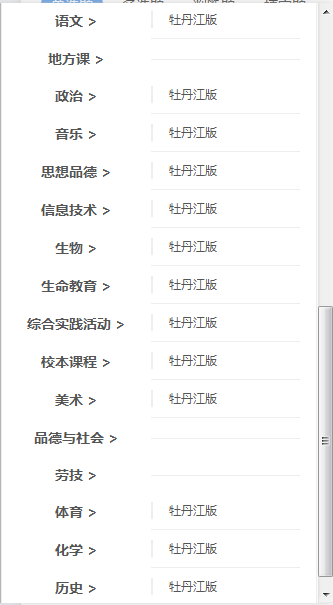 语文 > 牡丹江版
地方课 >
政治 > 牡丹江版
音乐 > 牡丹江版
思想品德 > 牡丹江版
信息技术 > 牡丹江版
生物 > 牡丹江版
生命教育 > 牡丹江版
综合实践活动 > 牡丹江版
校本课程 > 牡丹江版
美术 > 牡丹江版
品德与社会 >
劳技 >
体育 > 牡丹江版
化学 > 牡丹江版
历史 > 牡丹江版